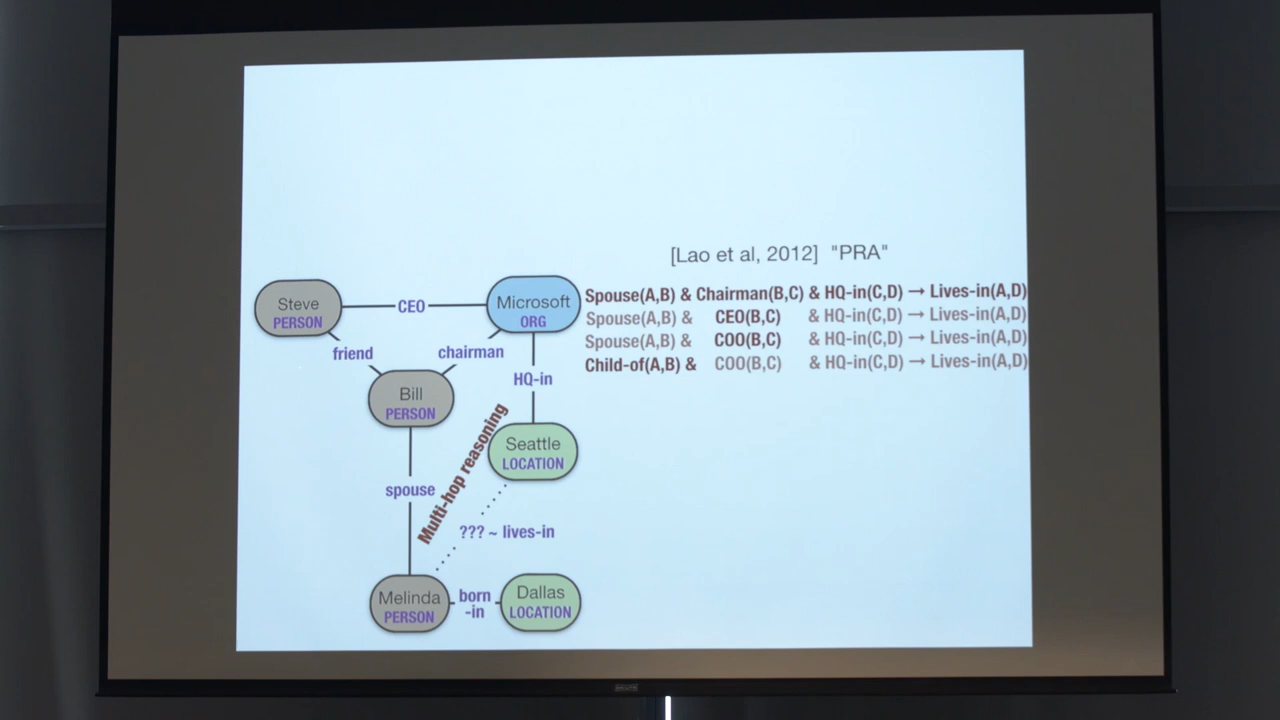 [Lao et al, 2012] "PRA"
Spouse(A,B) & Chairman(B,C) & HQ-in(C,D) → Lives-in(A,D)
Spouse(A,B) & CEO(B,C) & HQ-in(C,D) → Lives-in(A,D)
Spouse(A,B) & COO(B,C) & HQ-in(C,D) → Lives-in(A,D)
Child-of(A,B) & COO(B,C) & HQ-in(C,D) → Lives-in(A,D)
Steve
PERSON
CEO
Microsoft
ORG
friend
chairman
HQ-in
Bill
PERSON
Multi-hop reasoning
Seattle
LOCATION
spouse
??? ~ lives-in
Melinda
PERSON
born
-in
Dallas
LOCATION